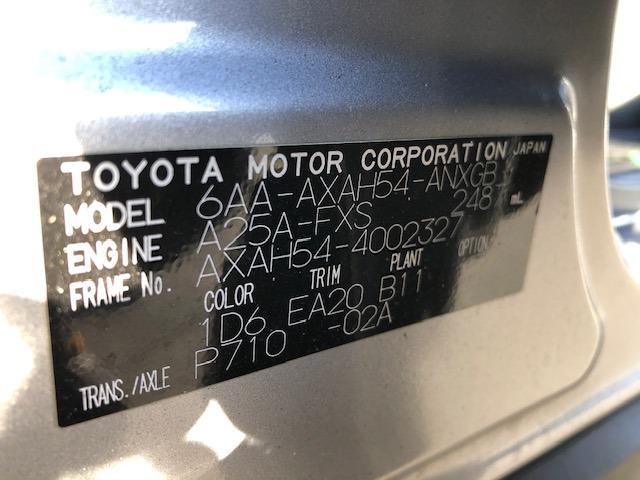 TOYOTA MOTOR CORPORATION JAPAN
MODEL 6AA-AXAH54-ANXGB
ENGINE A25A-FXS 2487 mL
FRAME No. AXAH54-4002327
COLOR TRIM PLANT OPTION
1D6 EA20 B11
TRANS./AXLE P710 -02A